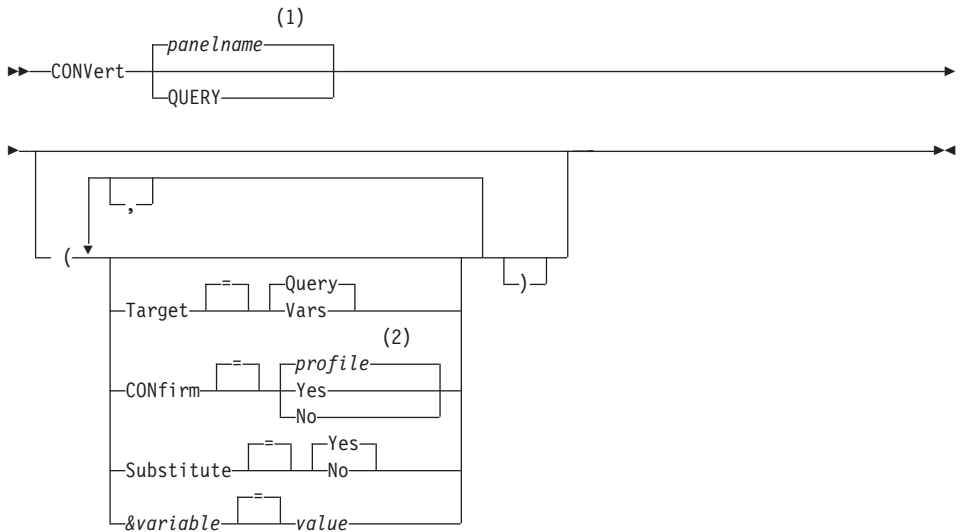 (1)
panelname
CONVert
QUERY
,
(
)
= Query
Target Vars
(2)
= profile
CONfirm Yes
No
= Yes
Substitute No
=
&variable value